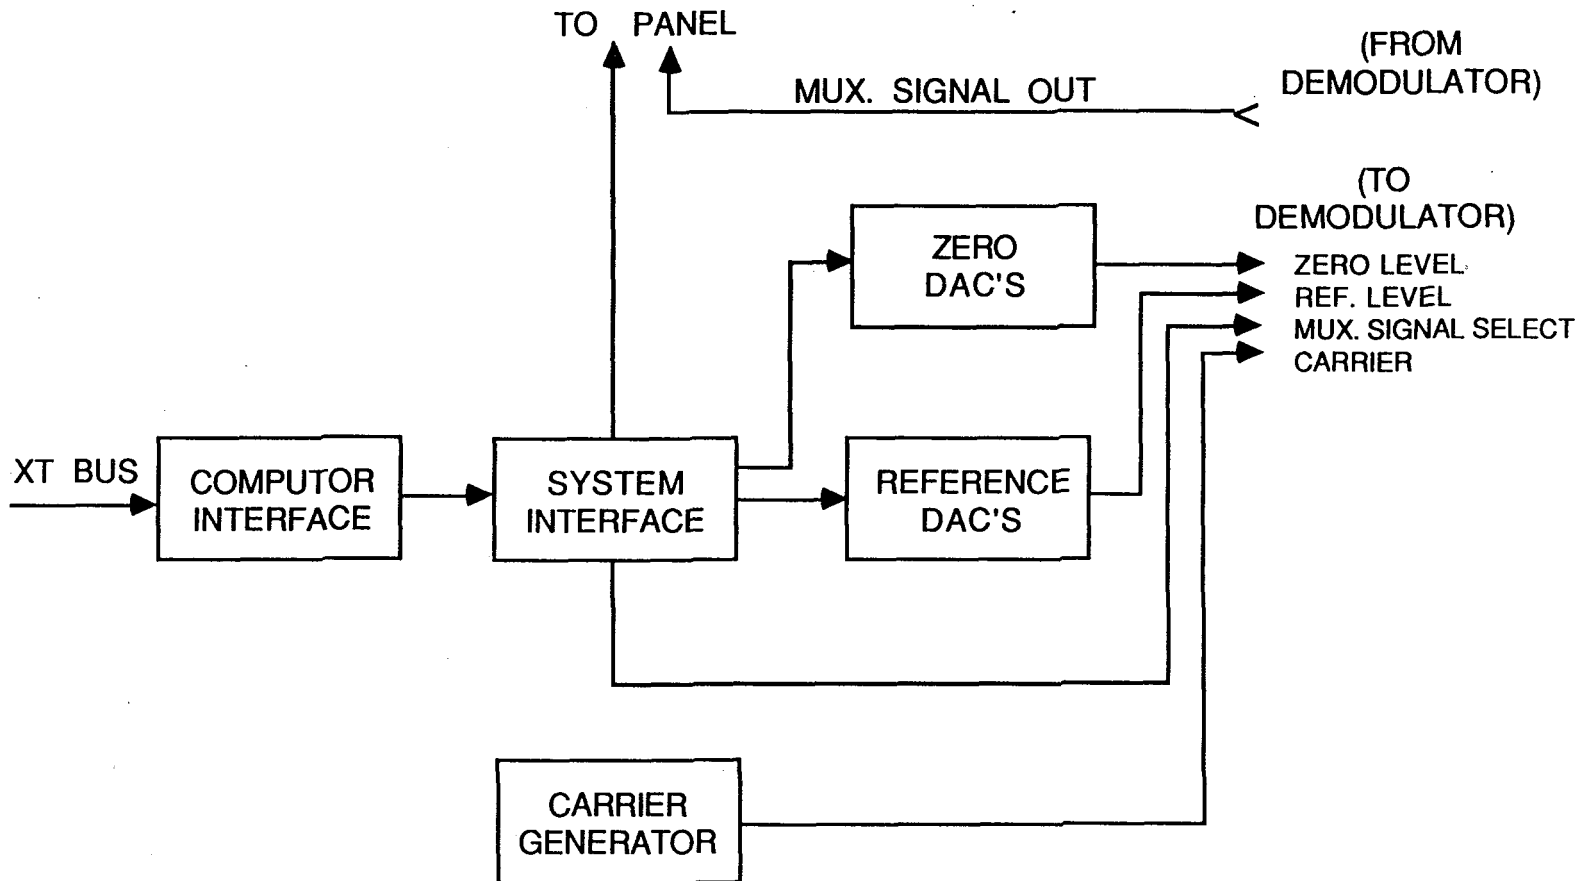 TO PANEL
MUX. SIGNAL OUT
(FROM
DEMODULATOR)
(TO
DEMODULATOR)
ZERO
DAC'S
ZERO LEVEL
REF. LEVEL
MUX. SIGNAL SELECT
CARRIER
XT BUS
COMPUTOR
INTERFACE
SYSTEM
INTERFACE
REFERENCE
DAC'S
CARRIER
GENERATOR